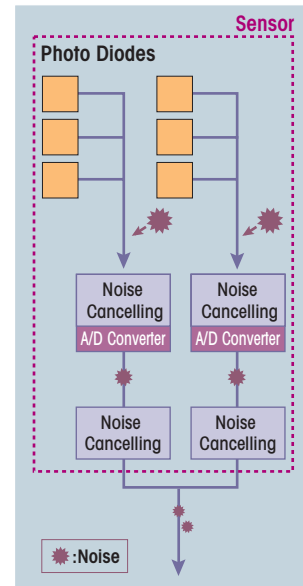 Sensor
Photo Diodes
Noise
Cancelling
A/D Converter
Noise
Cancelling
A/D Converter
Noise
Cancelling
Noise
Cancelling
:Noise